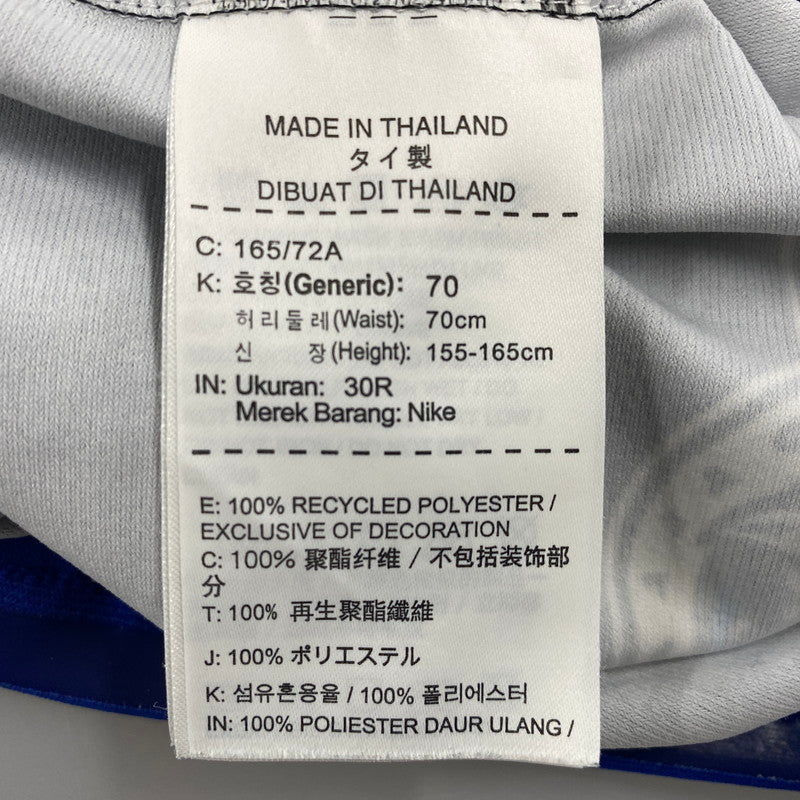 MADE IN THAILAND
タイ製
DIBUAT DI THAILAND
C: 165/72A
K: 호칭(Generic): 70
허리둘레(Waist): 70cm
신 장(Height): 155-165cm
IN: Ukuran: 30R
Merek Barang: Nike
E: 100% RECYCLED POLYESTER /
EXCLUSIVE OF DECORATION
C: 100% 聚酯纤维 / 不包括装饰部
分
T: 100% 再生聚酯纖維
J: 100% ポリエステル
K: 섬유혼용율 / 100% 폴리에스터
IN: 100% POLIESTER DAUR ULANG /